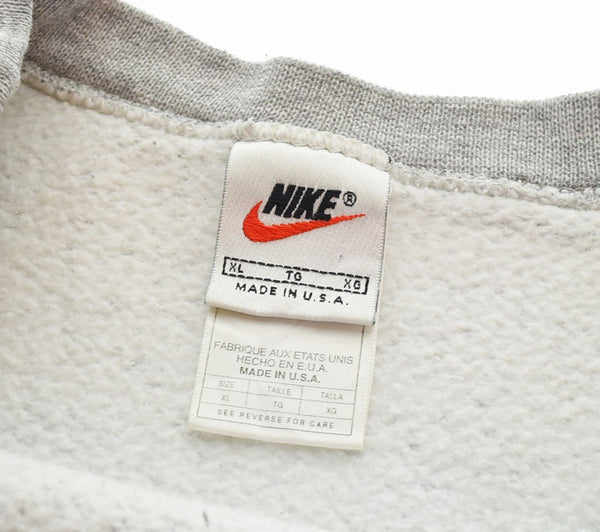 NIKE®
XL TG XG
MADE IN U.S.A.
FABRIQUE AUX ETATS UNIS
HECHO EN E.U.A.
MADE IN U.S.A.
SIZE TAILLE TALLA
XL TG XG
SEE REVERSE FOR CARE